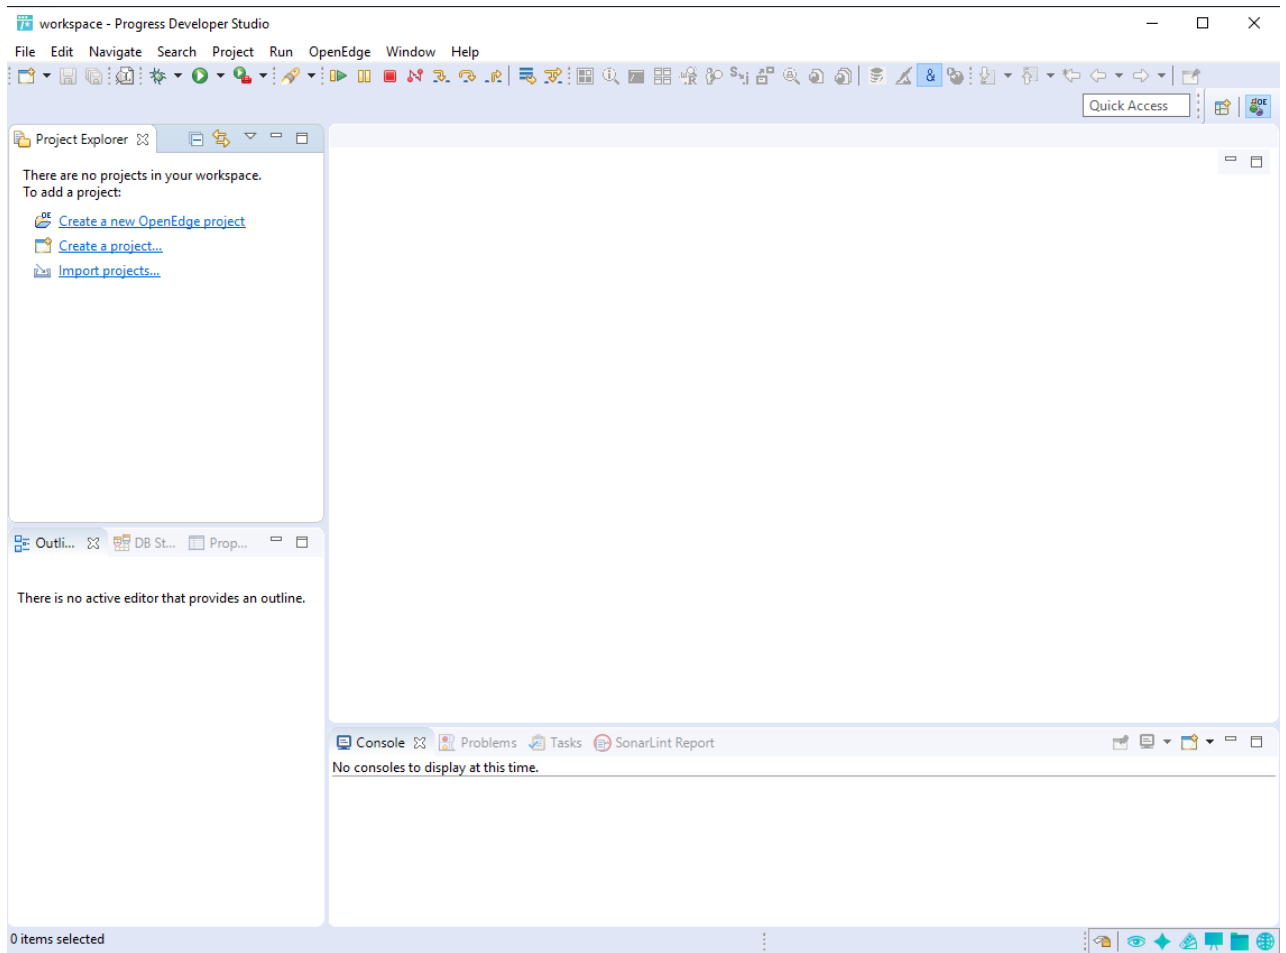 workspace - Progress Developer Studio
File Edit Navigate Search Project Run OpenEdge Window Help
Quick Access
Project Explorer
There are no projects in your workspace.
To add a project:
Create a new OpenEdge project
Create a project...
Import projects...
Outli... DB St... Prop...
There is no active editor that provides an outline.
Console Problems Tasks SonarLint Report
No consoles to display at this time.
0 items selected